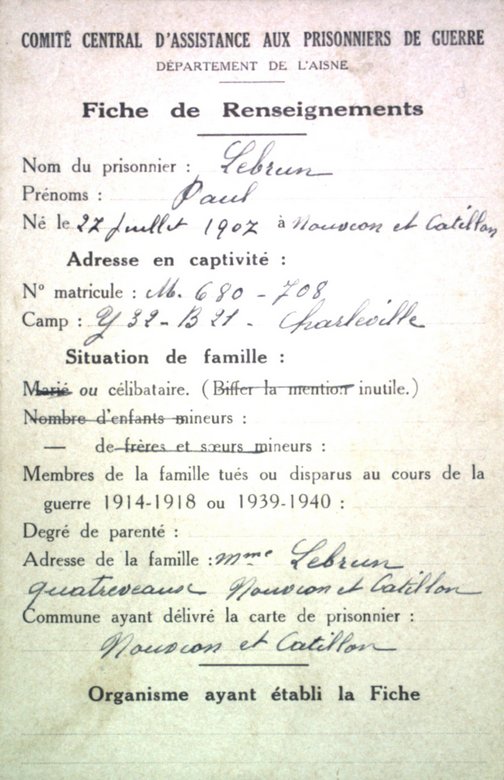 COMITÉ CENTRAL D'ASSISTANCE AUX PRISONNIERS DE GUERRE
DÉPARTEMENT DE L'AISNE
Fiche de Renseignements
Nom du prisonnier : Lebrun
Prénoms : Paul
Né le 27 Juillet 1907 à Nouvion et Catillon
Adresse en captivité :
N° matricule : M. 680 - 708
Camp : Y 32 - B 21 - Charleville
Situation de famille :
Marié ou célibataire. (Biffer la mention inutile.)
Nombre d'enfants mineurs :
— de frères et sœurs mineurs :
Membres de la famille tués ou disparus au cours de la
guerre 1914-1918 ou 1939-1940 :
Degré de parenté :
Adresse de la famille : Mme Lebrun
quatreveaux Nouvion et Catillon
Commune ayant délivré la carte de prisonnier :
Nouvion et Catillon
Organisme ayant établi la Fiche